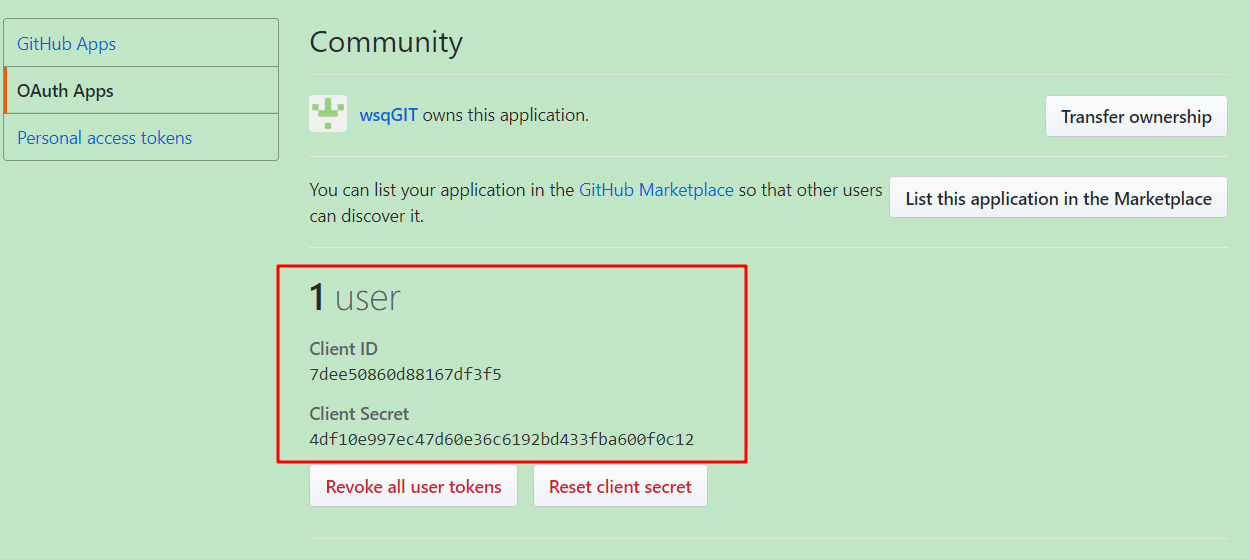 GitHub Apps
OAuth Apps
Personal access tokens
Community
wsqGIT owns this application.
Transfer ownership
You can list your application in the GitHub Marketplace so that other users
can discover it.
List this application in the Marketplace
1 user
Client ID
7dee50860d88167df3f5
Client Secret
4df10e997ec47d60e36c6192bd433fba600f0c12
Revoke all user tokens
Reset client secret